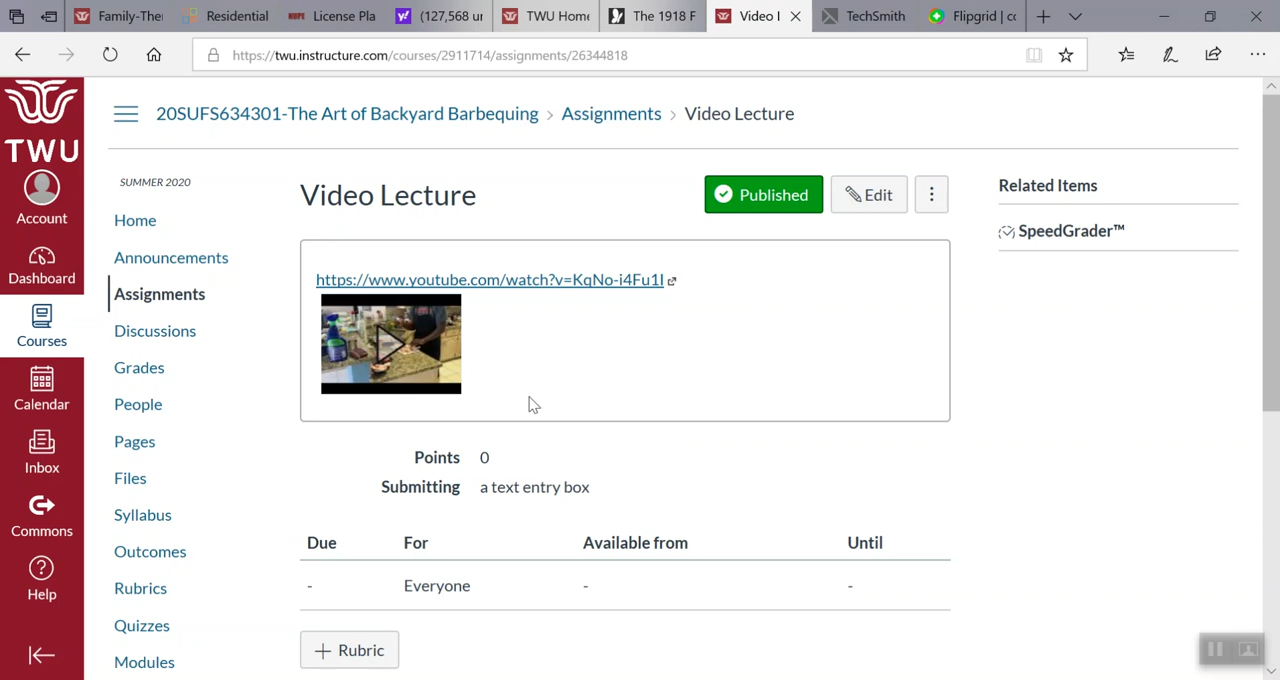 Family-Ther
Residential
License Pla
(127,568 un
TWU Home
The 1918 F
Video l
TechSmith
Flipgrid | co
https://twu.instructure.com/courses/2911714/assignments/26344818
TWU
Account
Dashboard
Courses
Calendar
Inbox
Commons
Help
20SUFS634301-The Art of Backyard Barbequing > Assignments > Video Lecture
SUMMER 2020
Home
Announcements
Assignments
Discussions
Grades
People
Pages
Files
Syllabus
Outcomes
Rubrics
Quizzes
Modules
Video Lecture
Published
Edit
https://www.youtube.com/watch?v=KqNo-i4Fu1I
Points 0
Submitting a text entry box
Due For Available from Until
- Everyone - -
+ Rubric
Related Items
SpeedGrader™